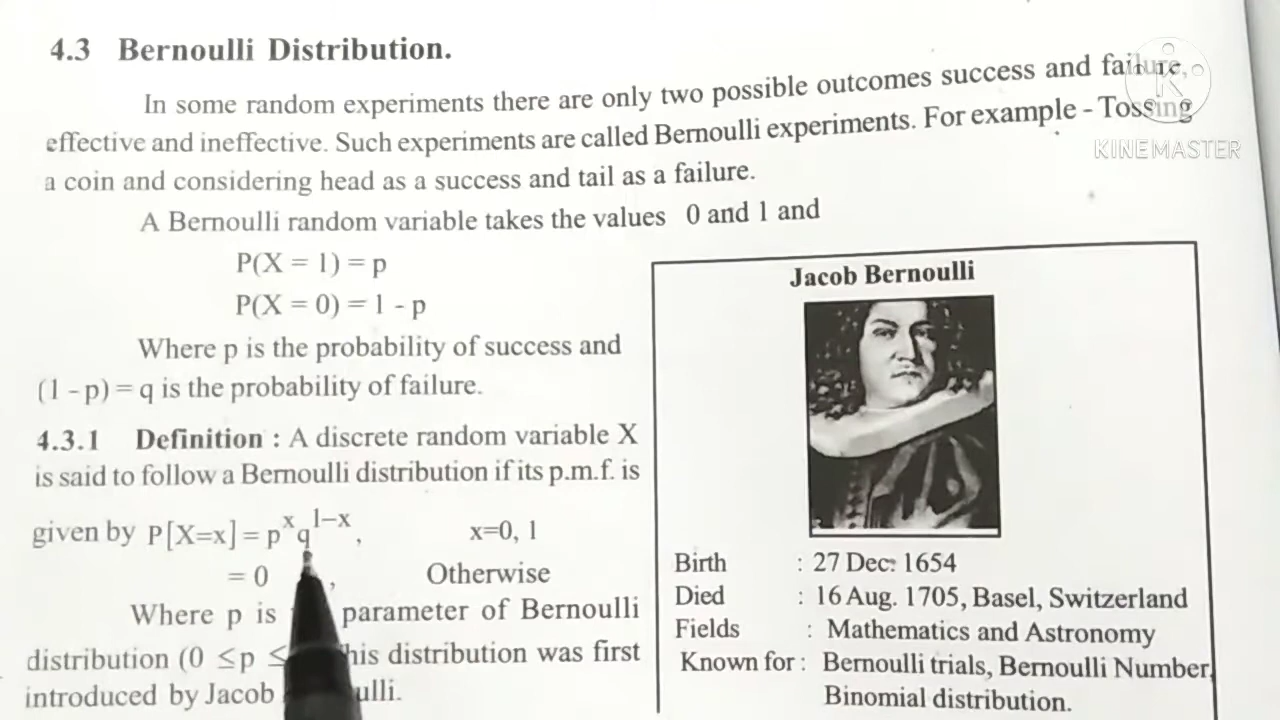 4.3 Bernoulli Distribution.
In some random experiments there are only two possible outcomes success and failure,
effective and ineffective. Such experiments are called Bernoulli experiments. For example - Tossing
a coin and considering head as a success and tail as a failure.
A Bernoulli random variable takes the values 0 and 1 and
P(X = 1) = p
P(X = 0) = 1 - p
Where p is the probability of success and
(1 - p) = q is the probability of failure.
4.3.1 Definition : A discrete random variable X
is said to follow a Bernoulli distribution if its p.m.f. is
given by P[X=x] = p^x q^1–x, x=0, 1
= 0 , Otherwise
Where p is parameter of Bernoulli
distribution (0 ≤p ≤ his distribution was first
introduced by Jacob ulli.
Jacob Bernoulli
Birth : 27 Dec. 1654
Died : 16 Aug. 1705, Basel, Switzerland
Fields : Mathematics and Astronomy
Known for : Bernoulli trials, Bernoulli Number,
Binomial distribution.
K
KINEMASTER